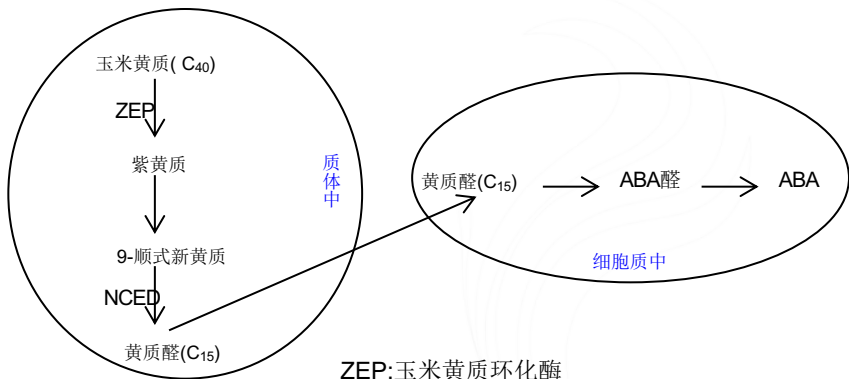 玉米黄质( C40)
ZEP
紫黄质
9-顺式新黄质
NCED
黄质醛(C15)
质体中
黄质醛(C15)
ABA醛
ABA
细胞质中
ZEP:玉米黄质环化酶